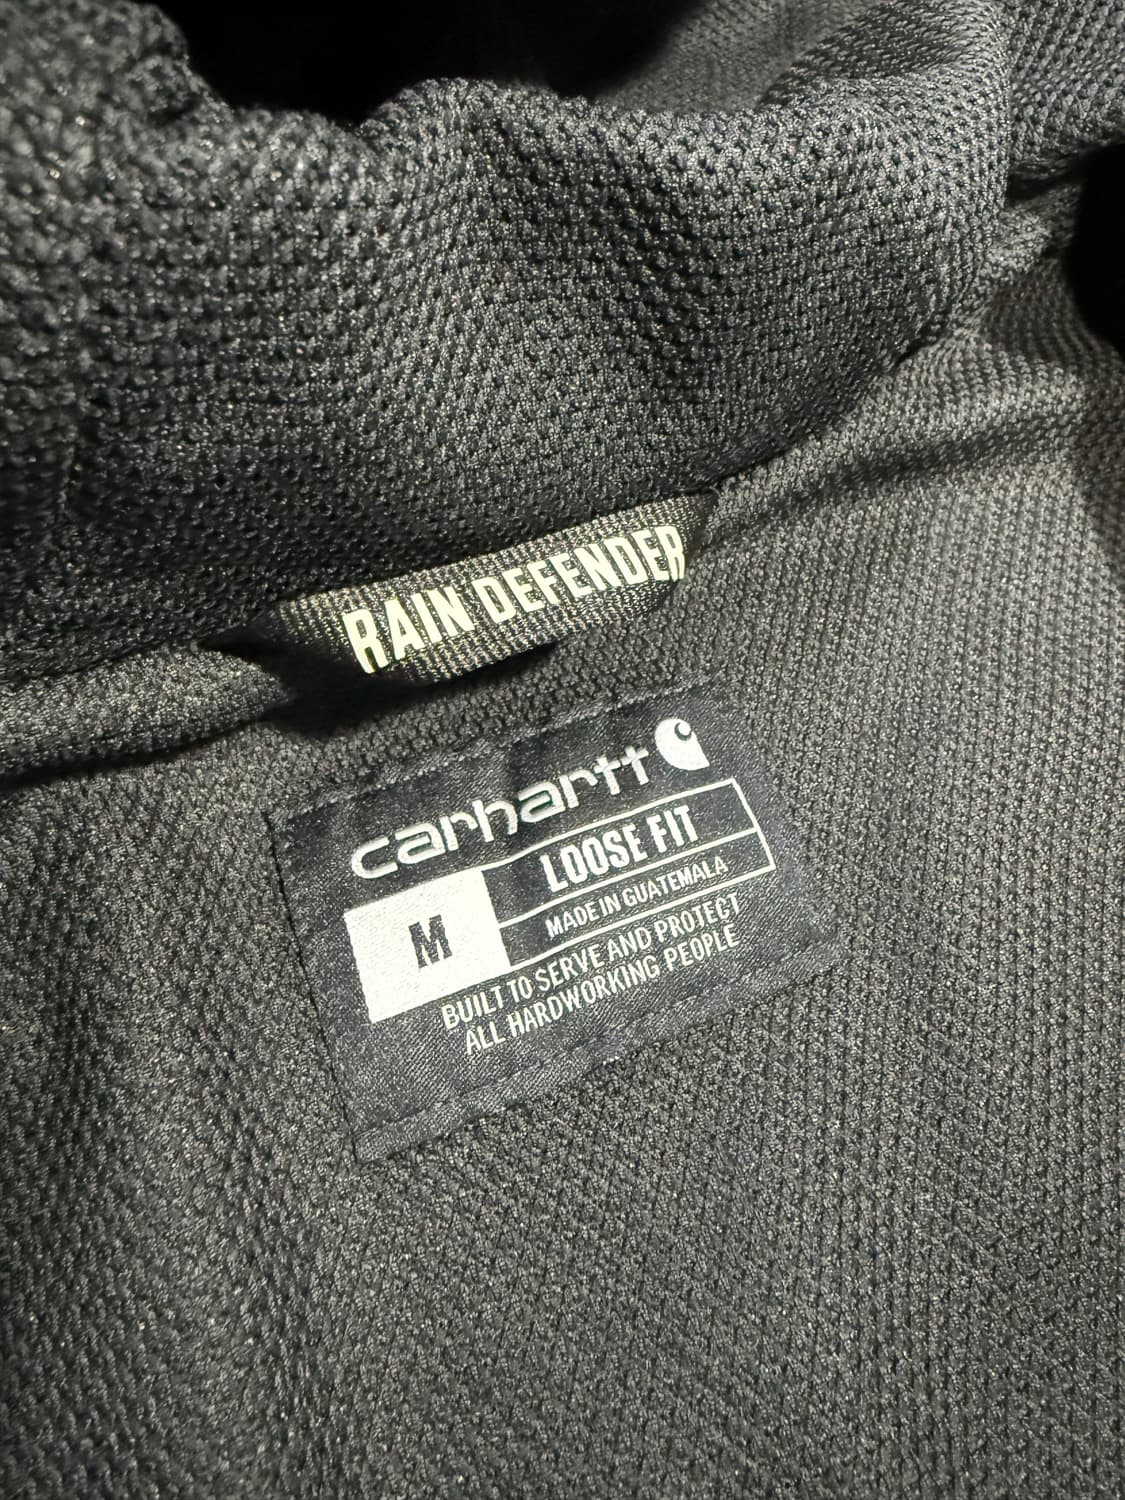 RAIN DEFENDER
carhartt
LOOSE FIT
M
MADE IN GUATEMALA
BUILT TO SERVE AND PROTECT
ALL HARDWORKING PEOPLE